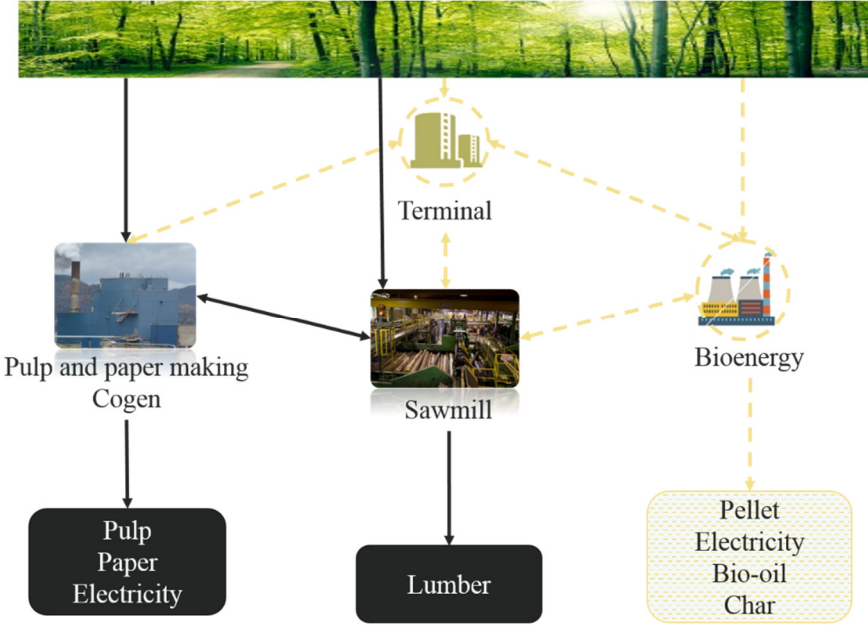 Terminal
Pulp and paper making
Cogen
Sawmill
Bioenergy
Pulp
Paper
Electricity
Lumber
Pellet
Electricity
Bio-oil
Char